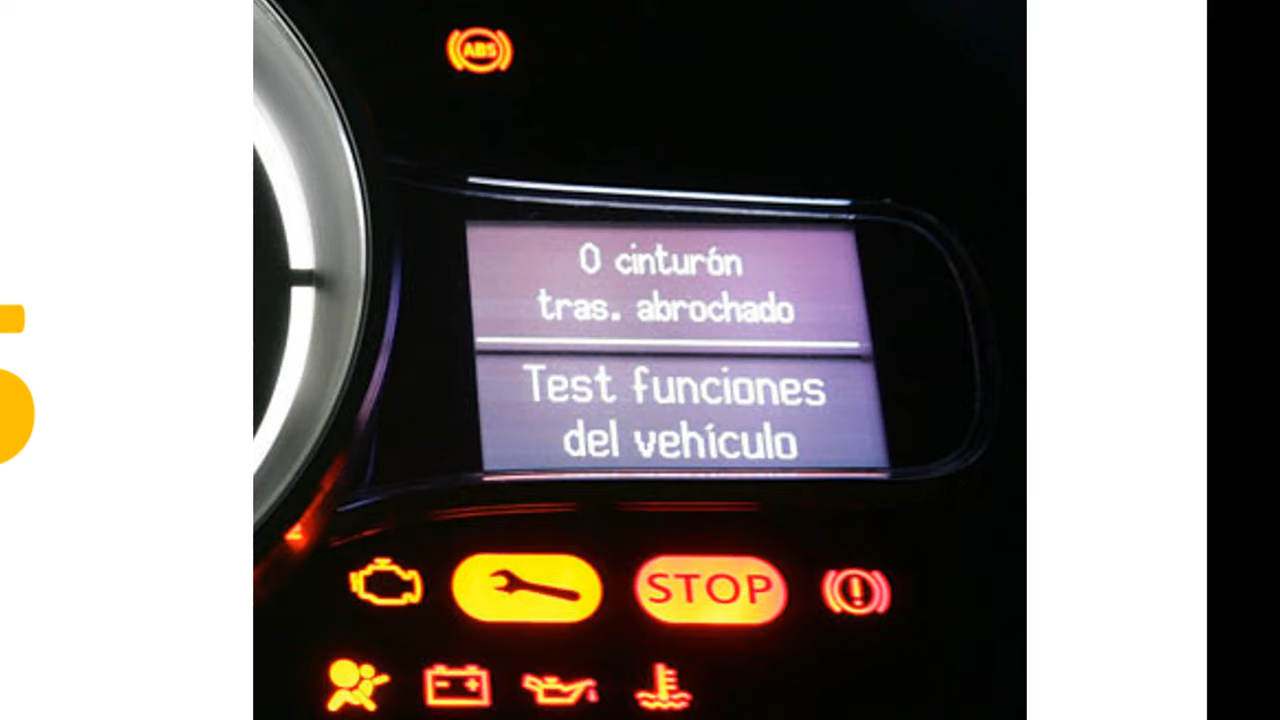 ABS
0 cinturón
tras. abrochado
Test funciones
del vehículo
STOP